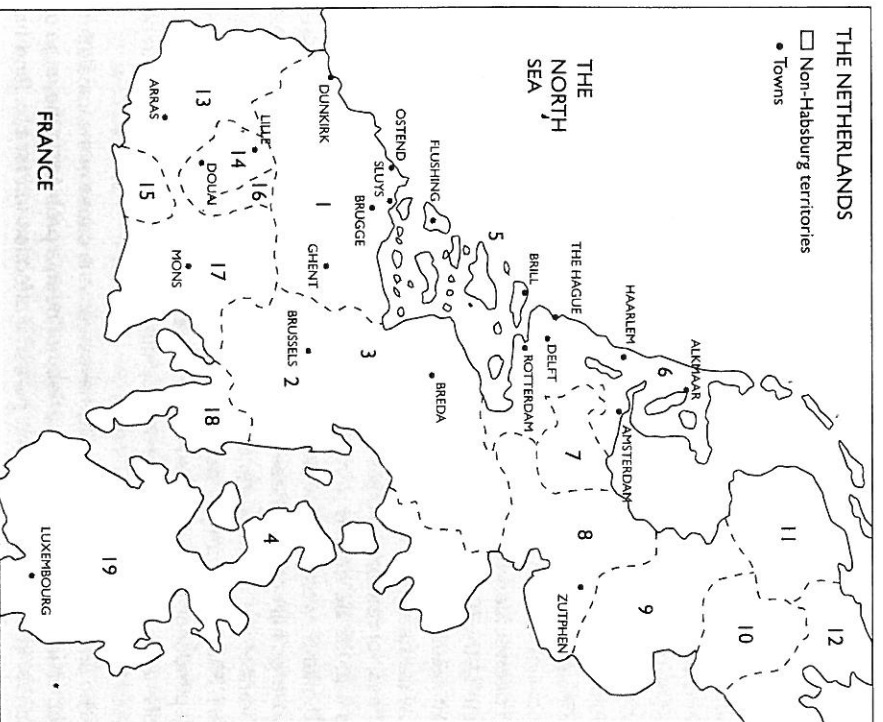 THE NETHERLANDS
Non-Habsburg territories
Towns
THE
NORTH
SEA
ALKMAAR
6
HAARLEM
AMSTERDAM
THE HAGUE
DELFT
BRILL
ROTTERDAM
11
12
10
9
7
8
ZUTPHEN
5
FLUSHING
OSTEND
SLUYS
BRUGGE
BREDA
DUNKIRK
1
GHENT
3
BRUSSELS
2
4
LILLE
14
DOUAI
16
13
ARRAS
15
17
MONS
18
19
LUXEMBOURG
FRANCE